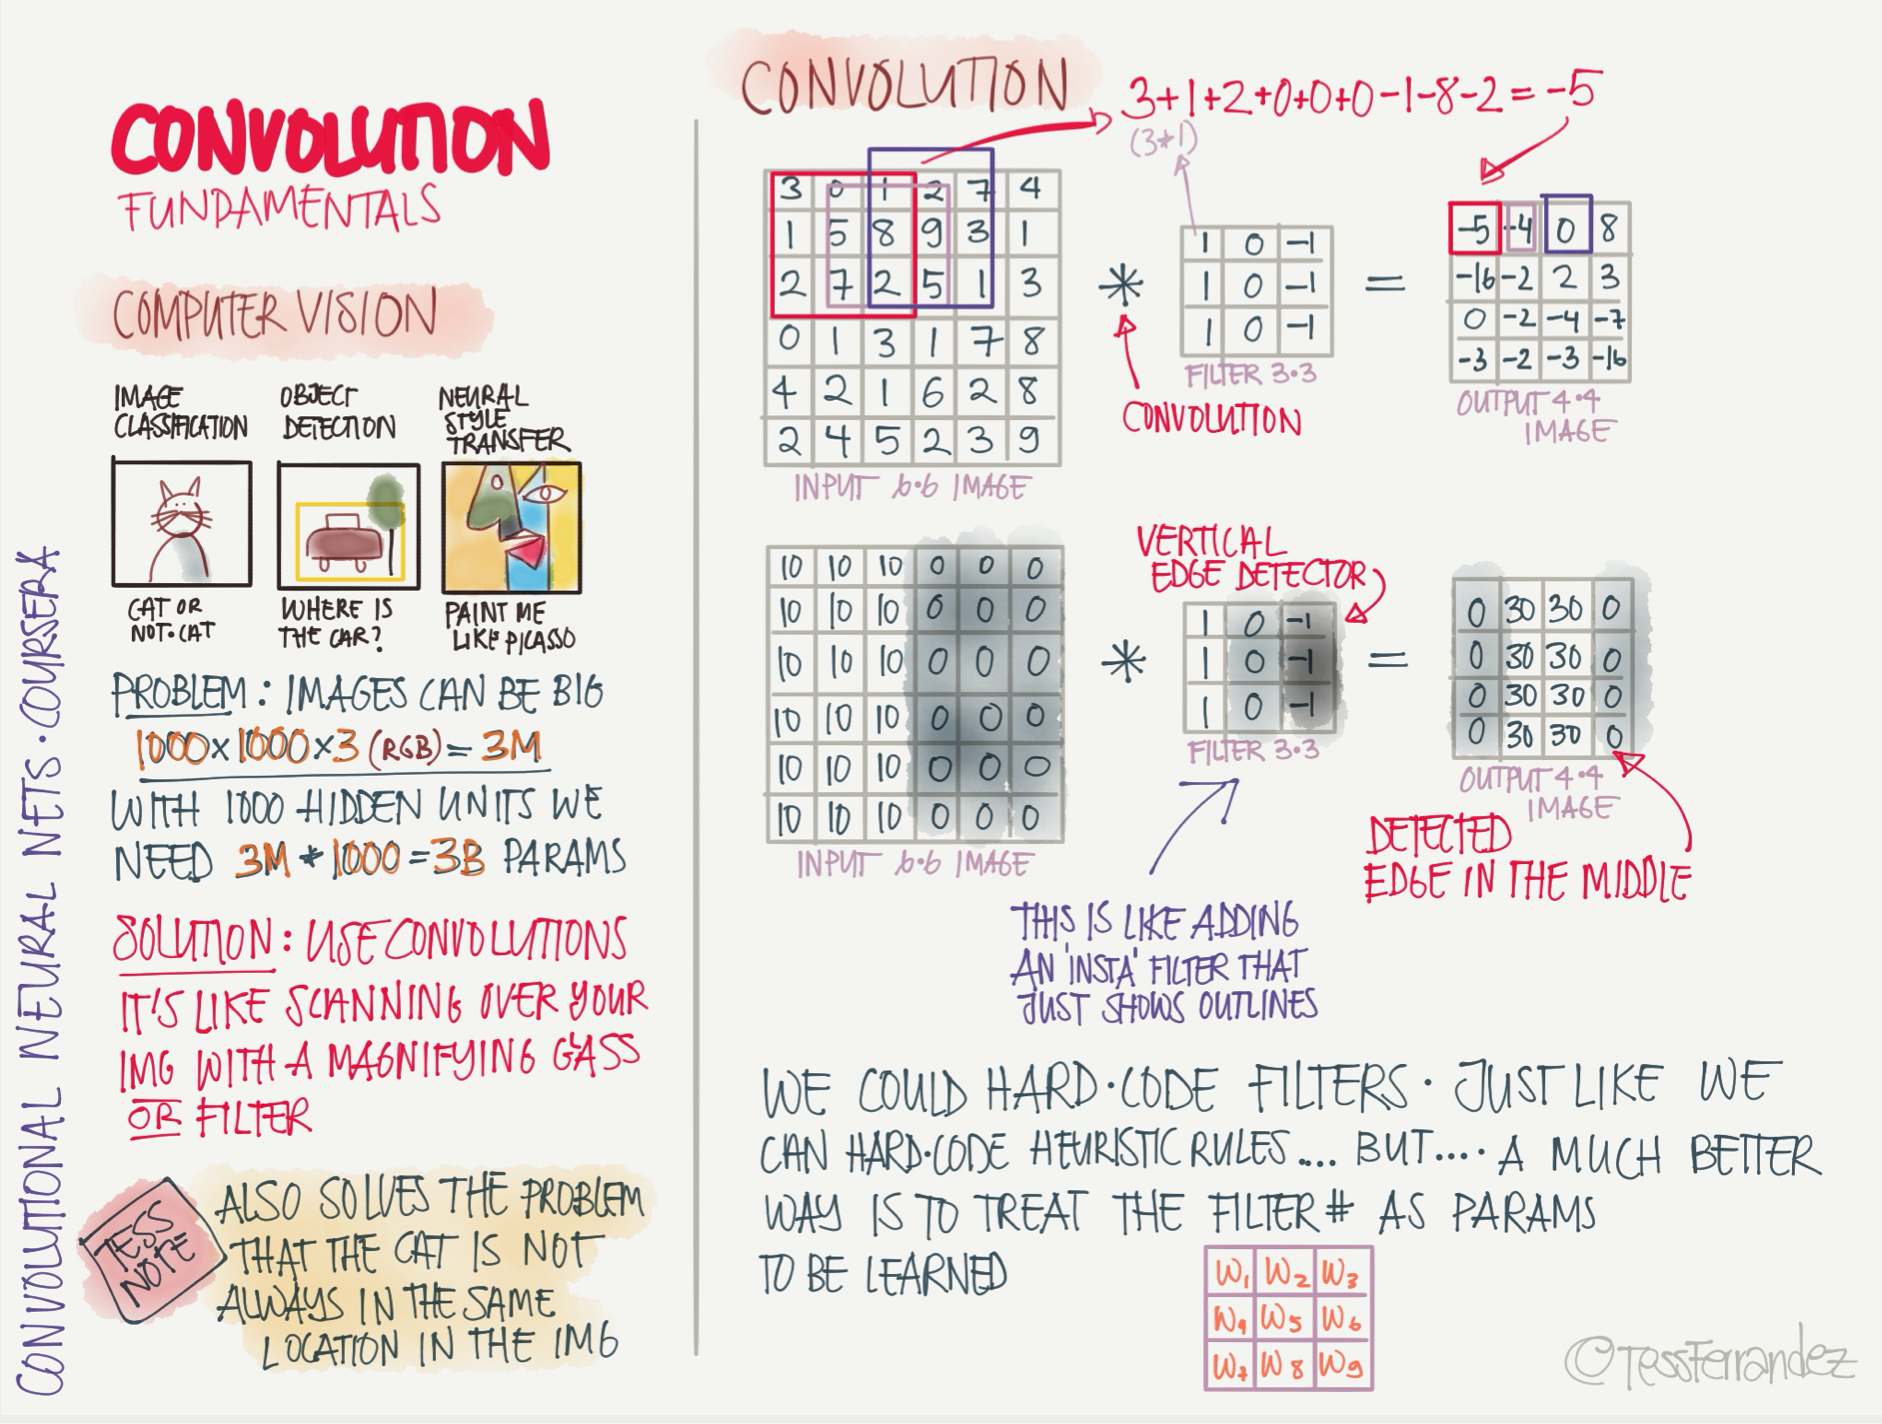 CONVOLUTIONAL NEURAL NETS · COURSERA
CONVOLUTION
FUNDAMENTALS
COMPUTER VISION
IMAGE
CLASSIFICATION
CAT OR
NOT·CAT
OBJECT
DETECTION
WHERE IS
THE CAR?
NEURAL
STYLE
TRANSFER
PAINT ME
LIKE PICASSO
PROBLEM: IMAGES CAN BE BIG
1000×1000×3 (RGB) = 3M
WITH 1000 HIDDEN UNITS WE
NEED 3M * 1000 = 3B PARAMS
SOLUTION: USE CONVOLUTIONS
IT'S LIKE SCANNING OVER YOUR
IMG WITH A MAGNIFYING GLASS
OR FILTER
TESS
NOTE
ALSO SOLVES THE PROBLEM
THAT THE CAT IS NOT
ALWAYS IN THE SAME
LOCATION IN THE IMG
CONVOLUTION
3+1+2+0+0+0-1-8-2 = -5
(3*1)
3 0 1 2 7 4
1 5 8 9 3 1
2 7 2 5 1 3
0 1 3 1 7 8
4 2 1 6 2 8
2 4 5 2 3 9
INPUT 6·6 IMAGE
*
CONVOLUTION
1 0 -1
1 0 -1
1 0 -1
FILTER 3·3
=
-5 -4 0 8
-16 -2 2 3
0 -2 -4 -7
-3 -2 -3 -16
OUTPUT 4·4
IMAGE
10 10 10 0 0 0
10 10 10 0 0 0
10 10 10 0 0 0
10 10 10 0 0 0
10 10 10 0 0 0
10 10 10 0 0 0
INPUT 6·6 IMAGE
*
VERTICAL
EDGE DETECTOR
1 0 -1
1 0 -1
1 0 -1
FILTER 3·3
=
0 30 30 0
0 30 30 0
0 30 30 0
0 30 30 0
OUTPUT 4·4
IMAGE
DETECTED
EDGE IN THE MIDDLE
THIS IS LIKE ADDING
AN 'INSTA' FILTER THAT
JUST SHOWS OUTLINES
WE COULD HARD·CODE FILTERS · JUST LIKE WE
CAN HARD·CODE HEURISTIC RULES.... BUT.... A MUCH BETTER
WAY IS TO TREAT THE FILTER # AS PARAMS
TO BE LEARNED
W1 W2 W3
W4 W5 W6
W7 W8 W9
©TessFerrandez